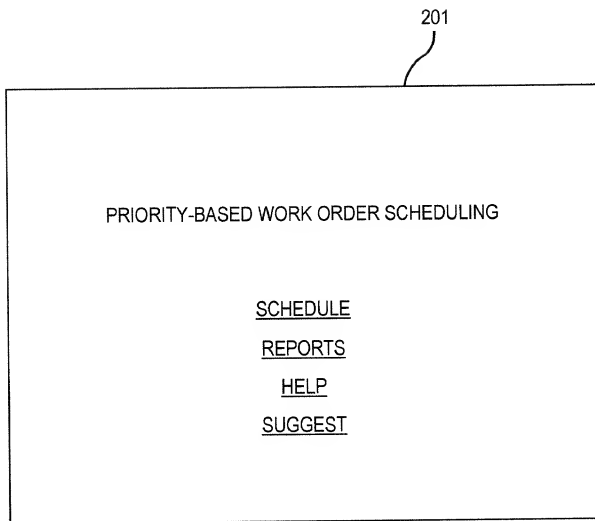 201
PRIORITY-BASED WORK ORDER SCHEDULING
SCHEDULE
REPORTS
HELP
SUGGEST